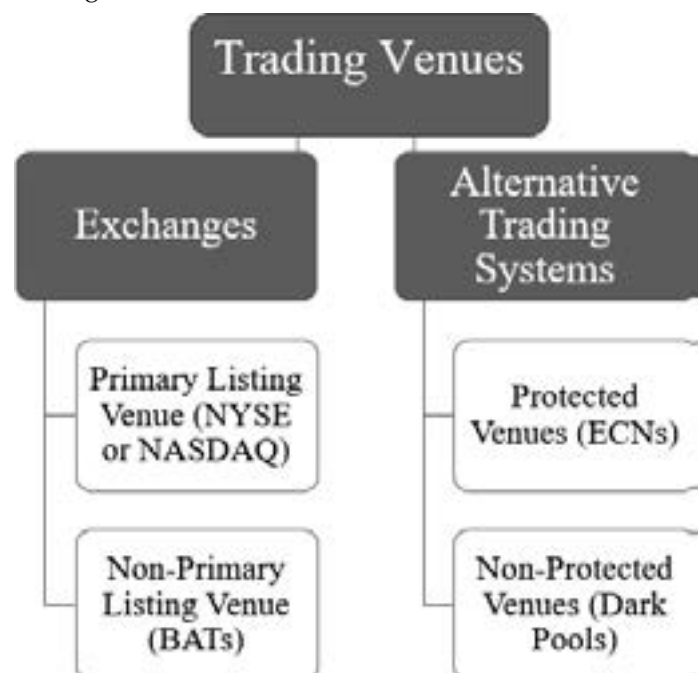 Trading Venues
Exchanges
Alternative
Trading
Systems
Primary Listing
Venue (NYSE
or NASDAQ)
Protected
Venues (ECNs)
Non-Primary
Listing Venue
(BATs)
Non-Protected
Venues (Dark
Pools)